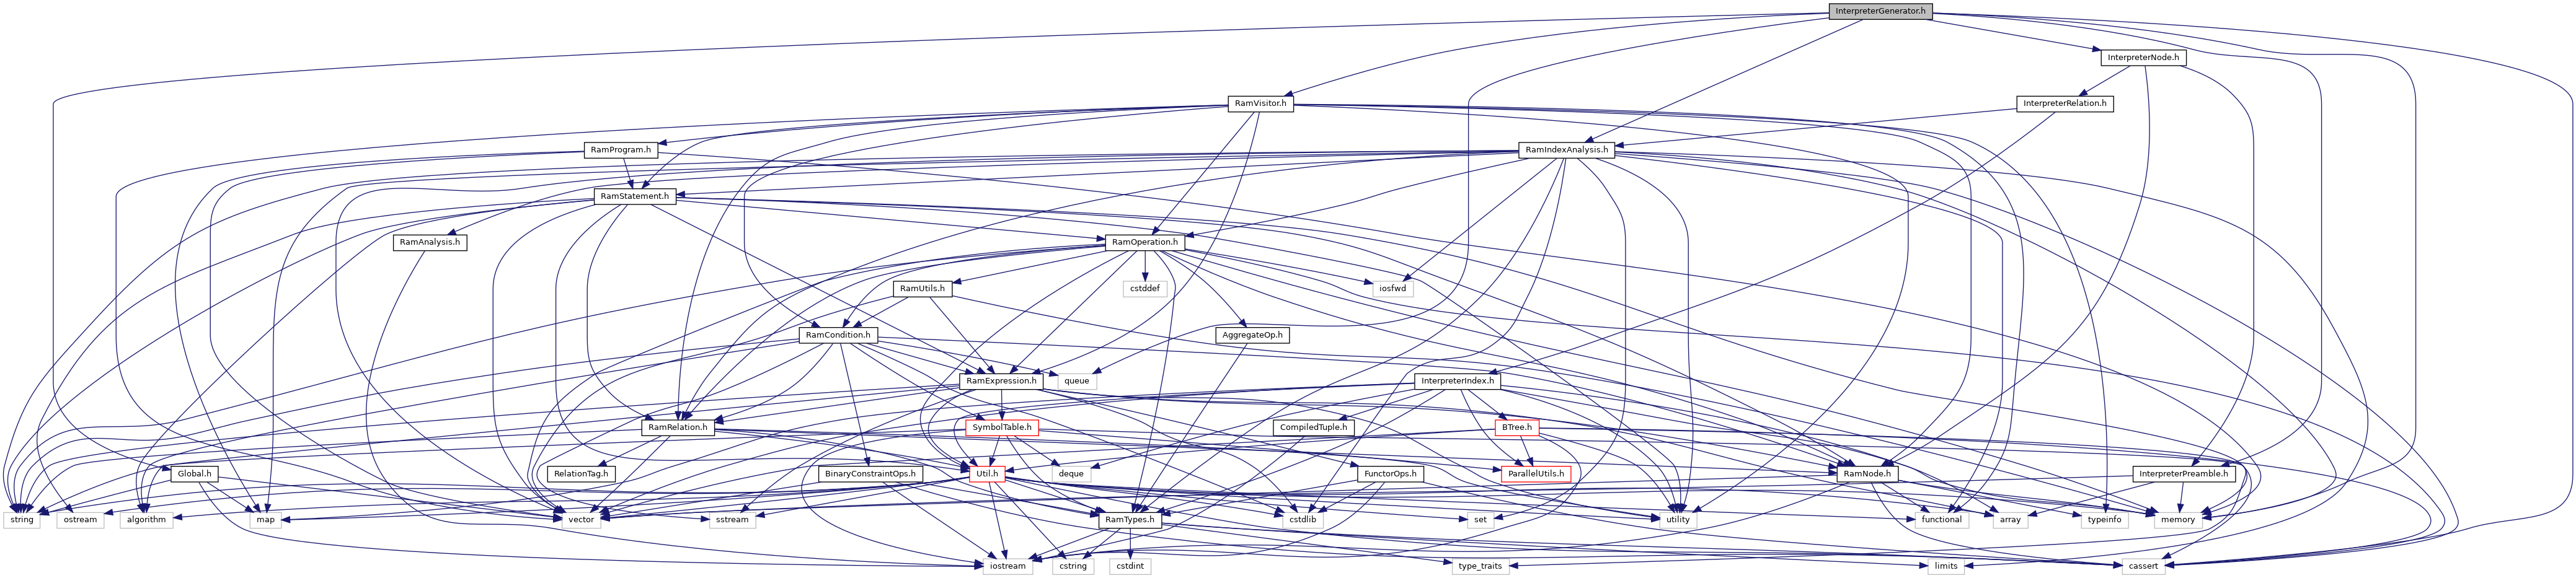 InterpreterGenerator.h
InterpreterNode.h
RamVisitor.h
InterpreterRelation.h
RamProgram.h
RamIndexAnalysis.h
RamStatement.h
RamAnalysis.h
RamOperation.h
RamUtils.h
cstddef
iosfwd
RamCondition.h
AggregateOp.h
RamExpression.h
queue
InterpreterIndex.h
RamRelation.h
SymbolTable.h
CompiledTuple.h
BTree.h
Global.h
RelationTag.h
BinaryConstraintOps.h
Util.h
deque
FunctorOps.h
ParallelUtils.h
RamNode.h
InterpreterPreamble.h
string
ostream
algorithm
map
vector
sstream
RamTypes.h
cstdlib
set
utility
functional
array
typeinfo
memory
iostream
cstring
cstdint
type_traits
limits
cassert